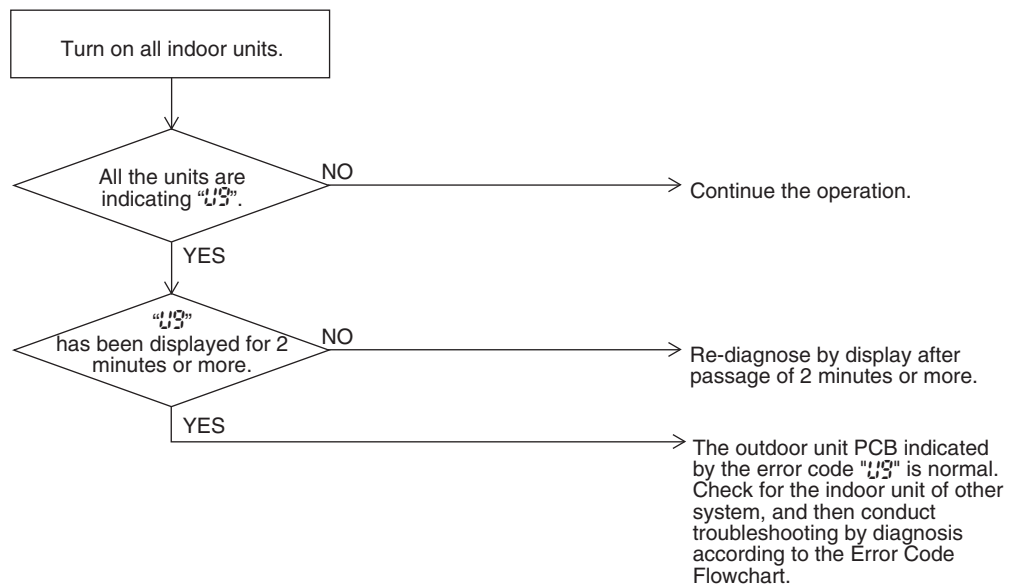 Turn on all indoor units.
All the units are
indicating “U9”.
NO
Continue the operation.
YES
“U9”
has been displayed for 2
minutes or more.
NO
Re-diagnose by display after
passage of 2 minutes or more.
YES
The outdoor unit PCB indicated
by the error code "U9" is normal.
Check for the indoor unit of other
system, and then conduct
troubleshooting by diagnosis
according to the Error Code
Flowchart.